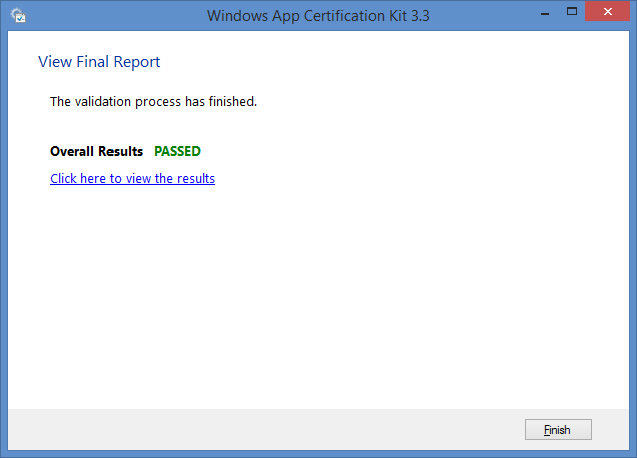 Windows App Certification Kit 3.3
View Final Report
The validation process has finished.
Overall Results PASSED
Click here to view the results
Finish